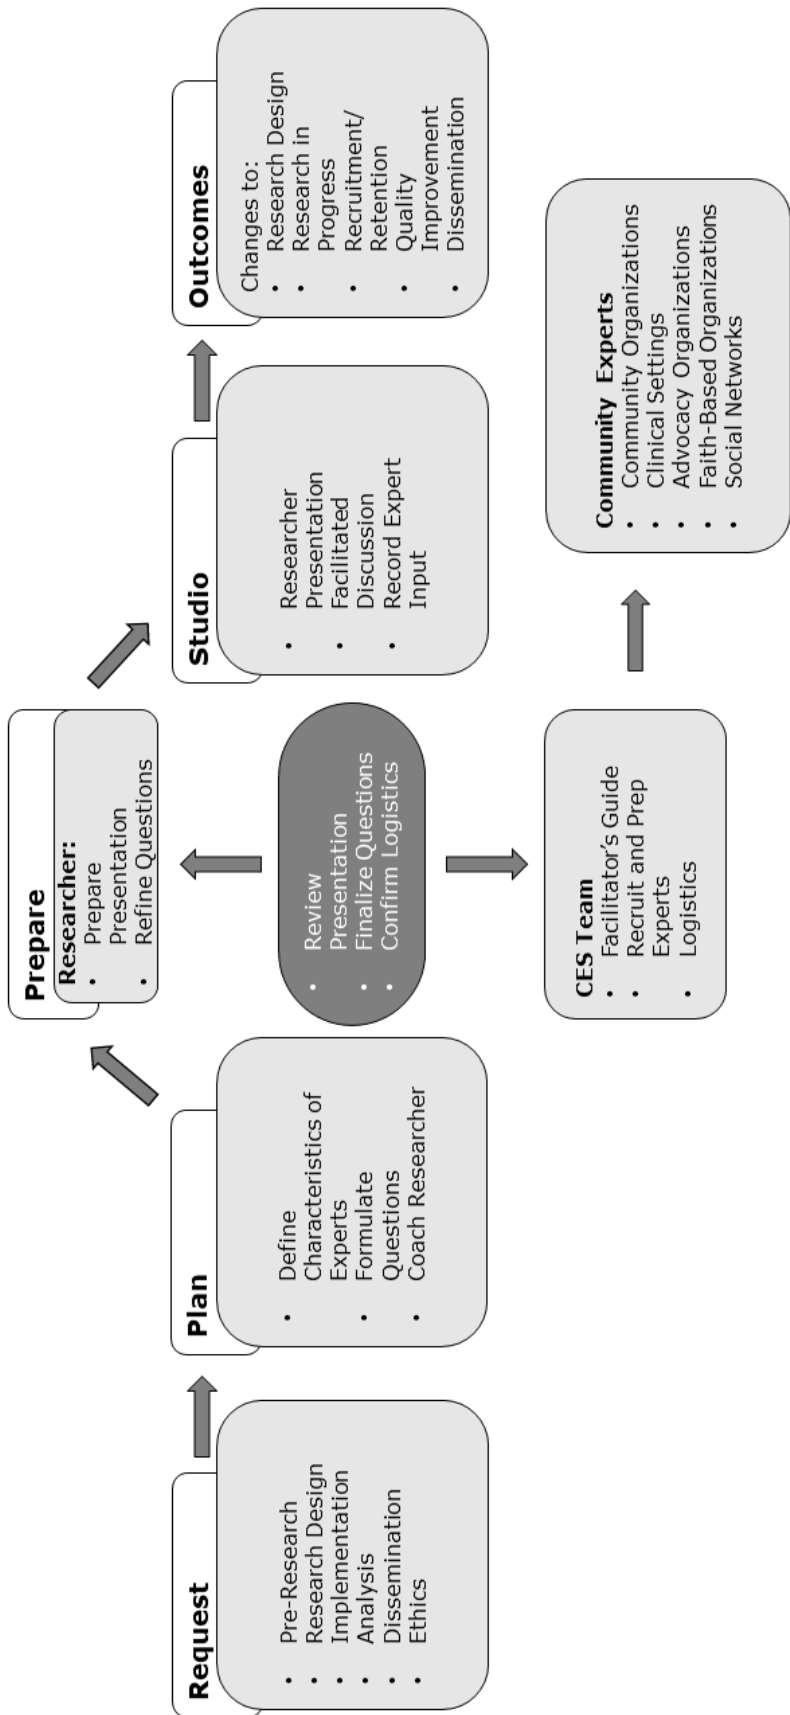 Request
Pre-Research
Research Design
Implementation
Analysis
Dissemination
Ethics
Plan
Define
Characteristics of
Experts
Formulate
Questions
Coach Researcher
Prepare
Researcher:
Prepare
Presentation
Refine Questions
Review
Presentation
Finalize Questions
Confirm Logistics
CES Team
Facilitator's Guide
Recruit and Prep
Experts
Logistics
Studio
Researcher
Presentation
Facilitated
Discussion
Record Expert
Input
Outcomes
Changes to:
Research Design
Research in
Progress
Recruitment/
Retention
Quality
Improvement
Dissemination
Community Experts
Community Organizations
Clinical Settings
Advocacy Organizations
Faith-Based Organizations
Social Networks